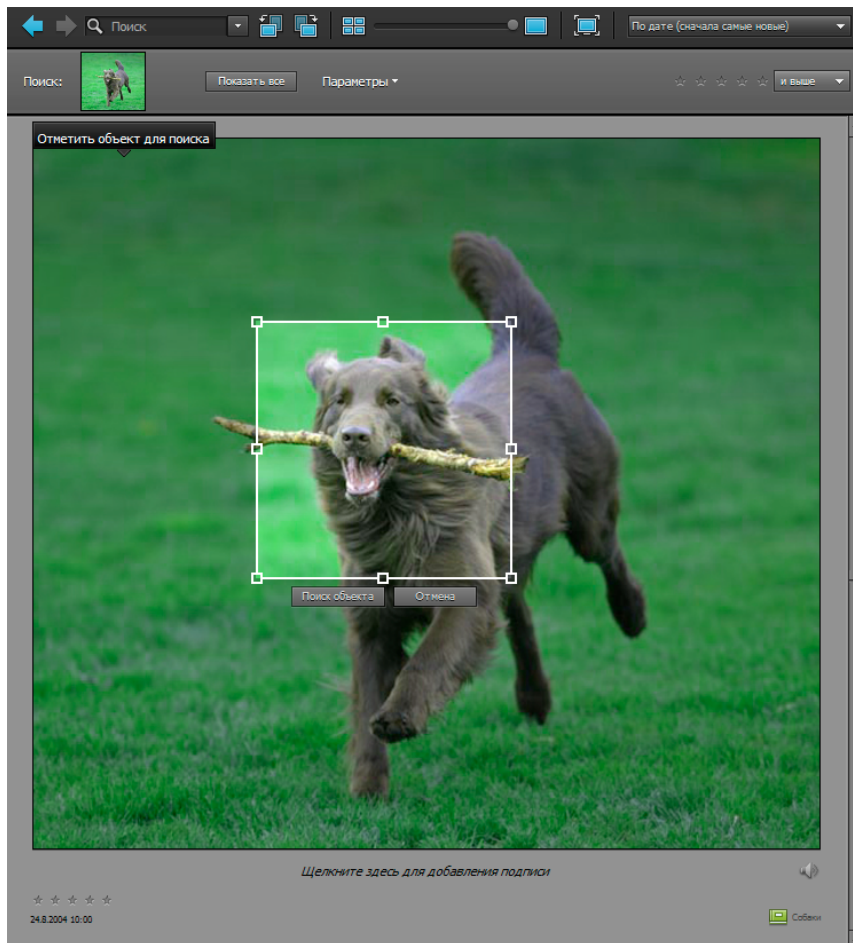 Поиск
По дате (сначала самые новые)
Поиск:
Показать все
Параметры
и выше
Отметить объект для поиска
Поиск объекта
Отмена
Щелкните здесь для добавления подписи
24.8.2004 10:00
Собаки